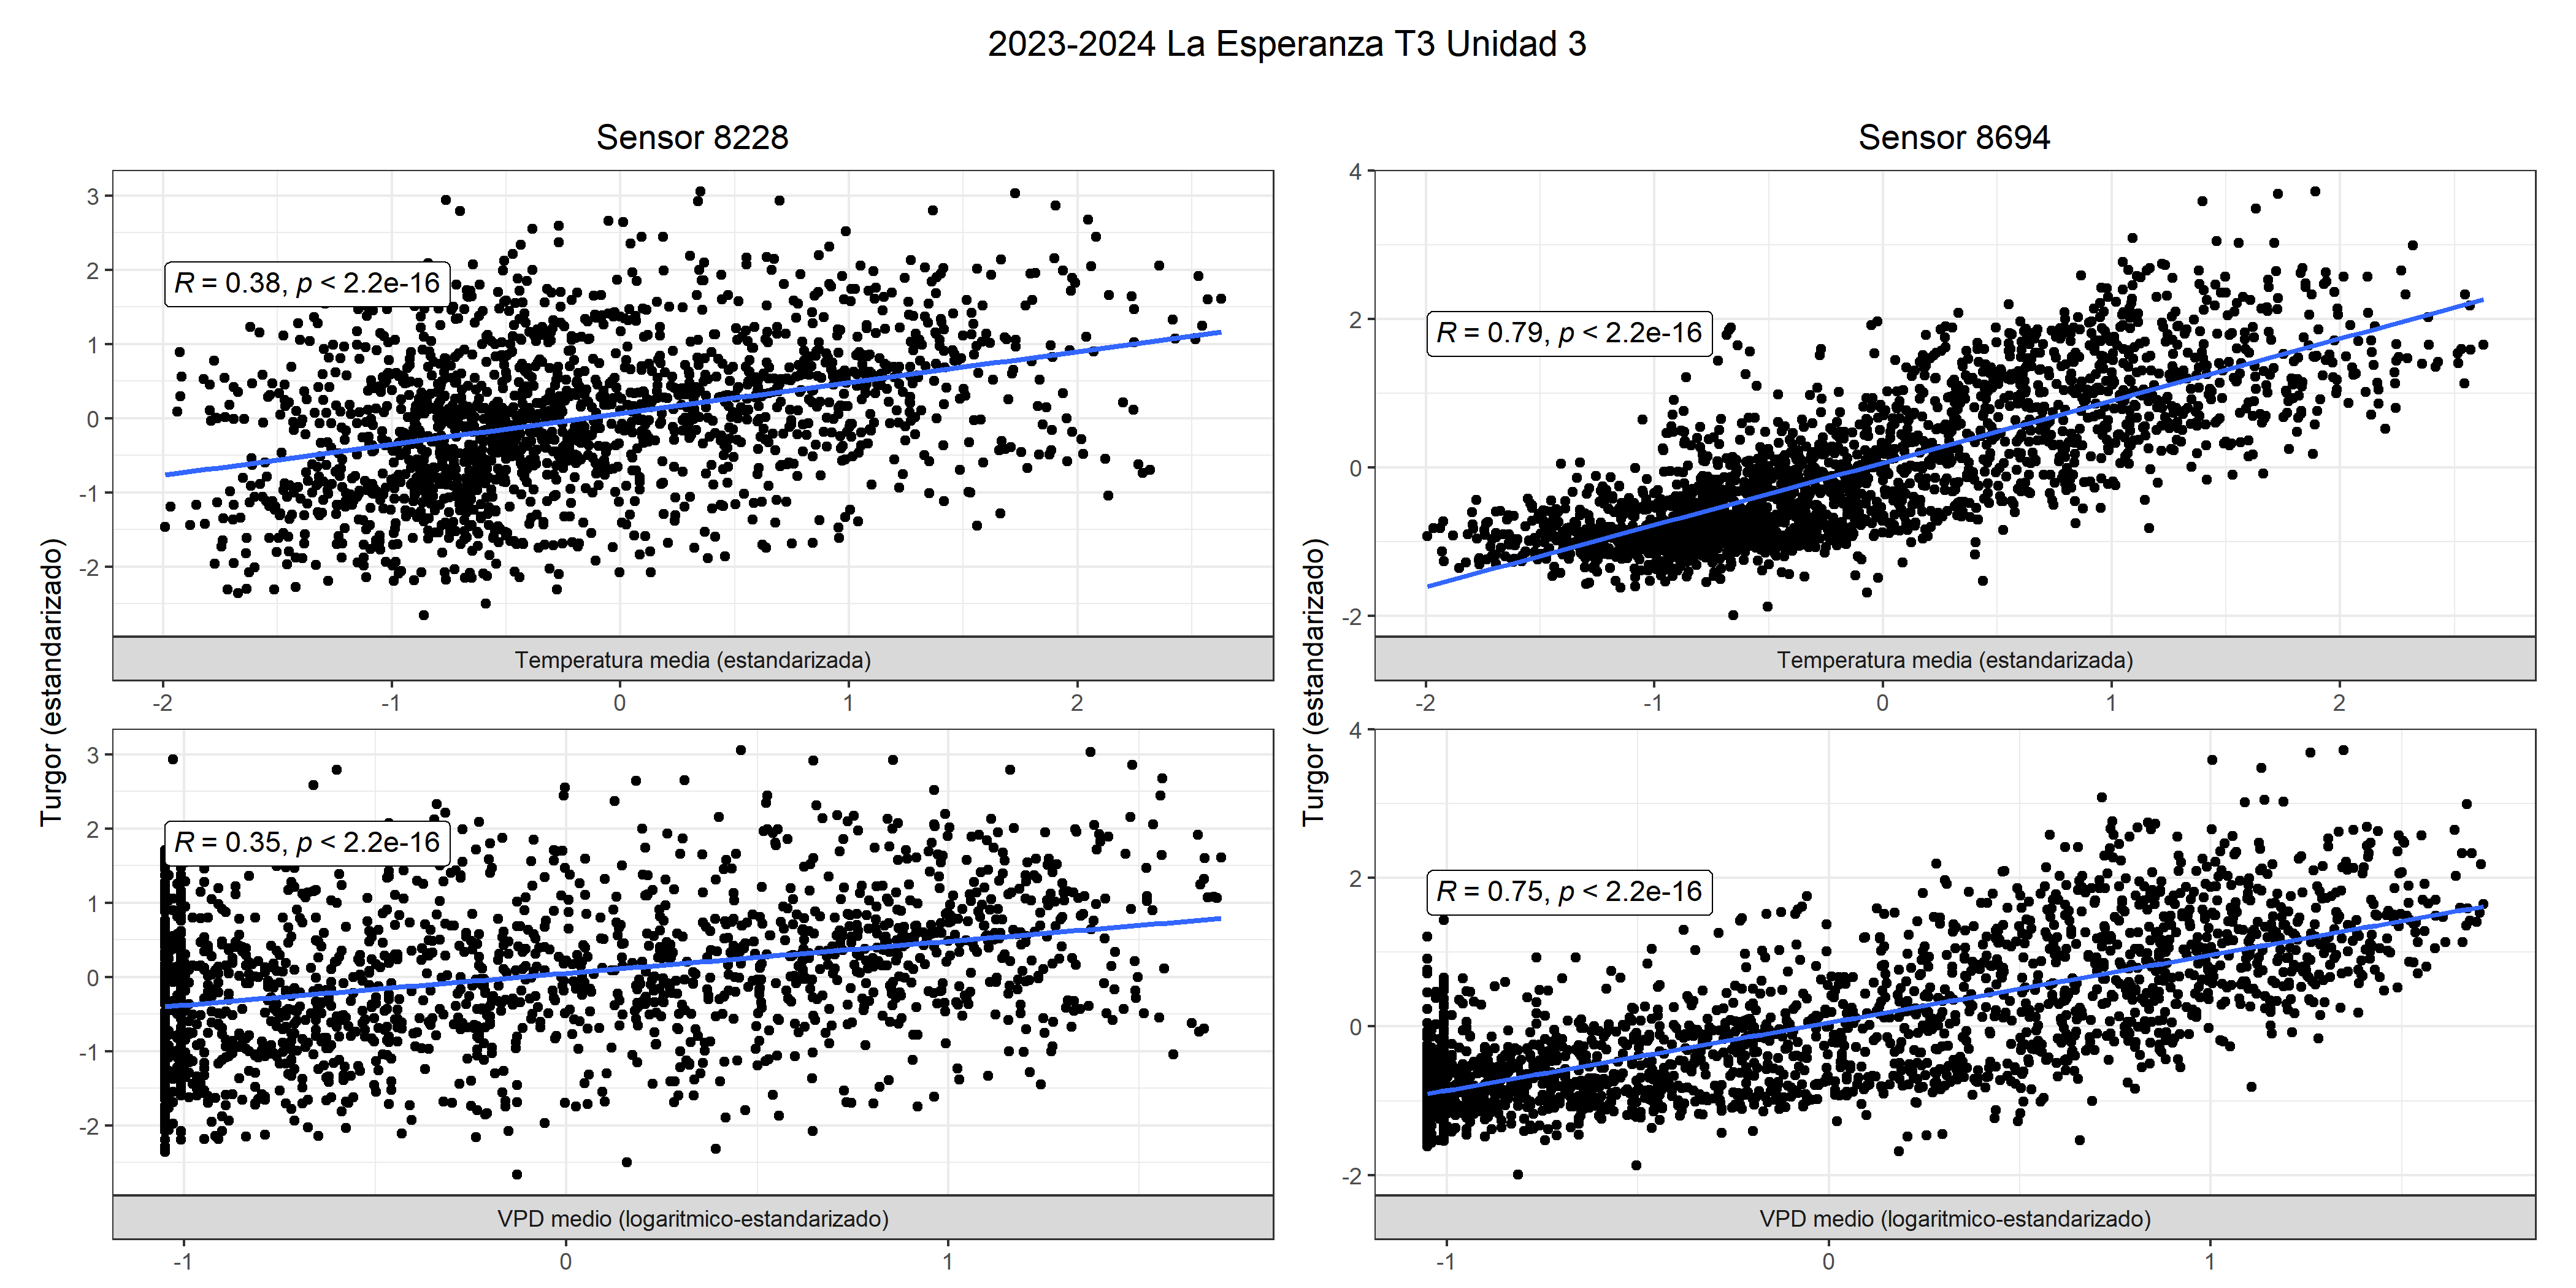 2023-2024 La Esperanza T3 Unidad 3
Sensor 8228
Turgor (estandarizado)
3
2
1
0
-1
-2
R = 0.38, p < 2.2e-16
Temperatura media (estandarizada)
-2 -1 0 1 2
3
2
1
0
-1
-2
R = 0.35, p < 2.2e-16
VPD medio (logaritmico-estandarizado)
-1 0 1
Sensor 8694
Turgor (estandarizado)
4
2
0
-2
R = 0.79, p < 2.2e-16
Temperatura media (estandarizada)
-2 -1 0 1 2
4
2
0
-2
R = 0.75, p < 2.2e-16
VPD medio (logaritmico-estandarizado)
-1 0 1